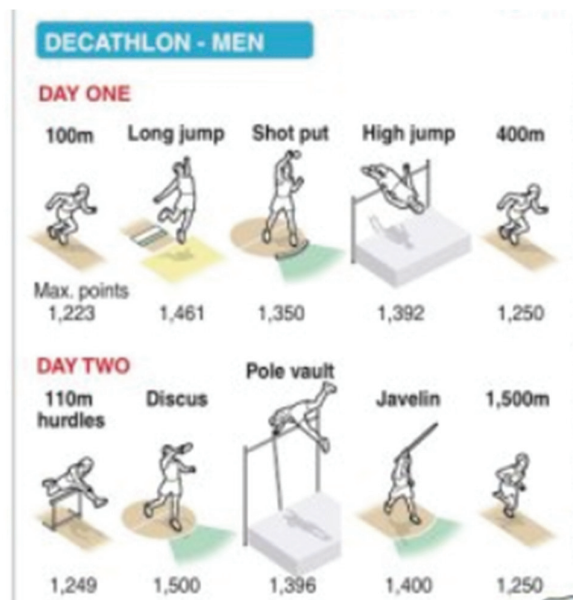 DECATHLON - MEN
DAY ONE
100m Long jump Shot put High jump 400m
Max. points
1,223 1,461 1,350 1,392 1,250
DAY TWO
Pole vault
110m Discus Javelin 1,500m
hurdles
1,249 1,500 1,396 1,400 1,250